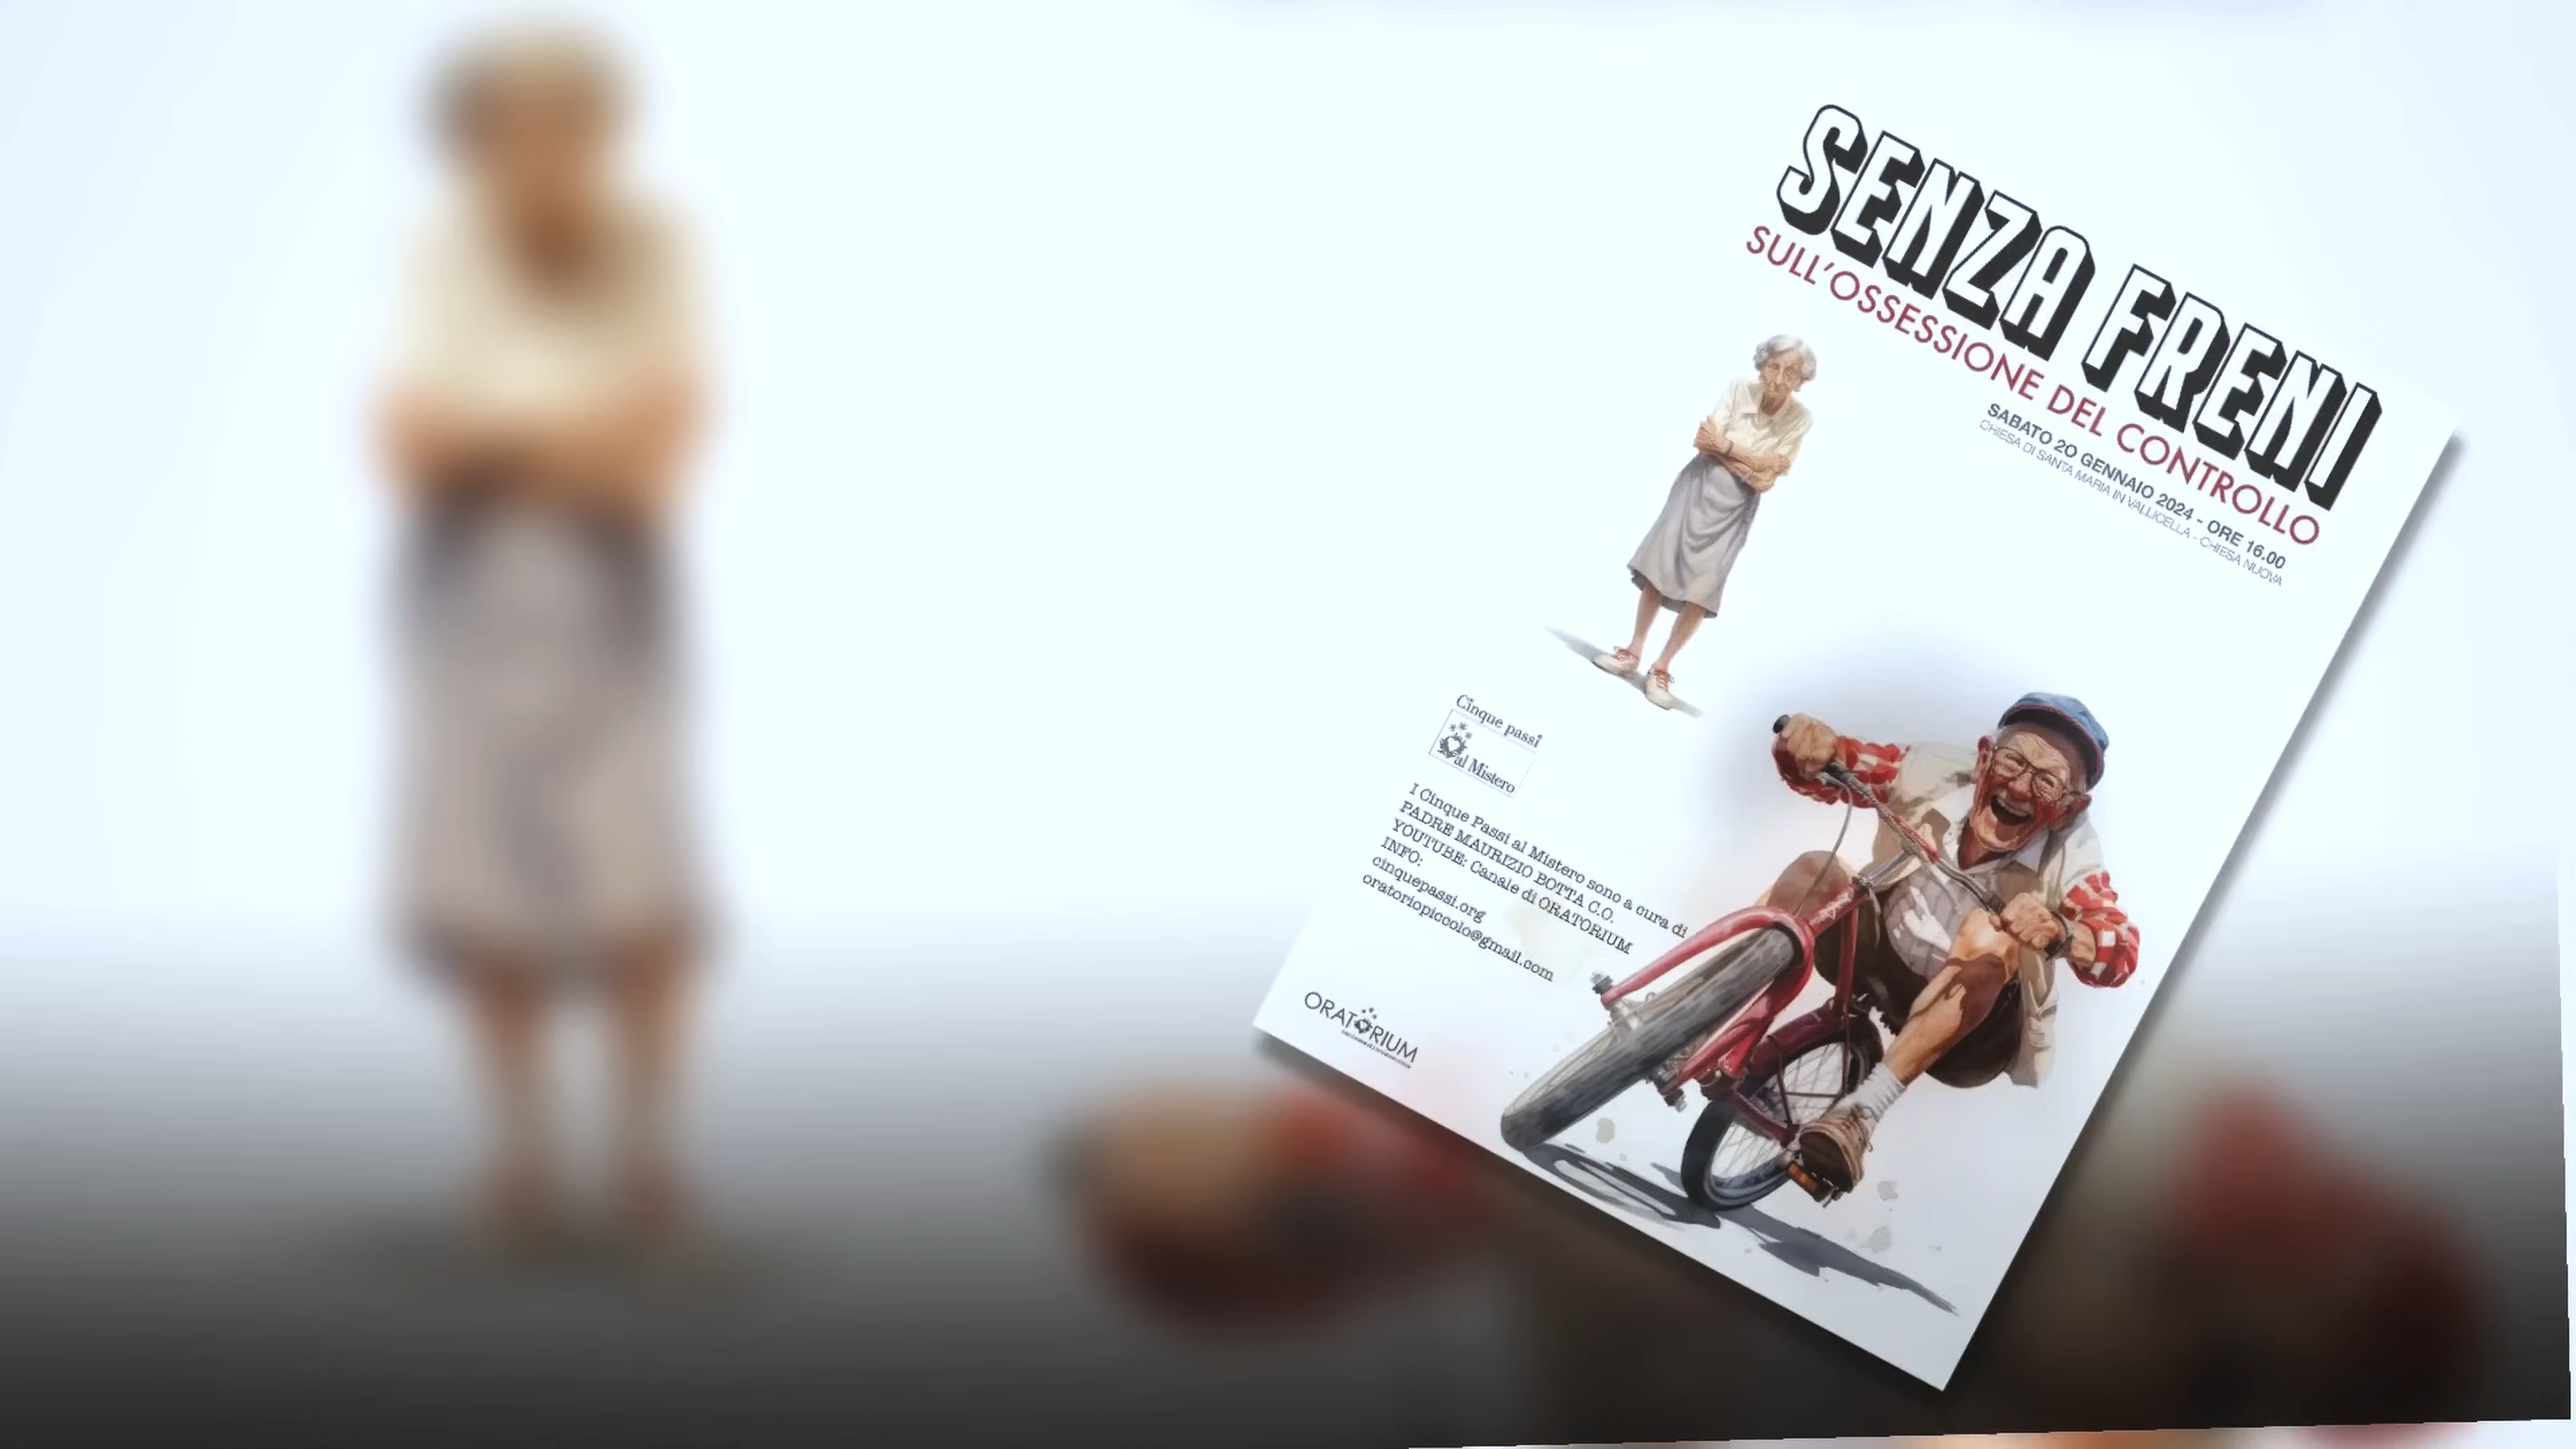 SENZA FRENI
SULL'OSSESSIONE DEL CONTROLLO
SABATO 20 GENNAIO 2024 - ORE 16.00
CHIESA DI SANTA MARIA IN VALLICELLA - CHIESA NUOVA
Cinque passi
al Mistero
I Cinque Passi al Mistero sono a cura di
PADRE MAURIZIO BOTTA C.O.
YOUTUBE: Canale di ORATORIUM
INFO:
cinquepassi.org
oratoriopiccolo@gmail.com
ORATORIUM